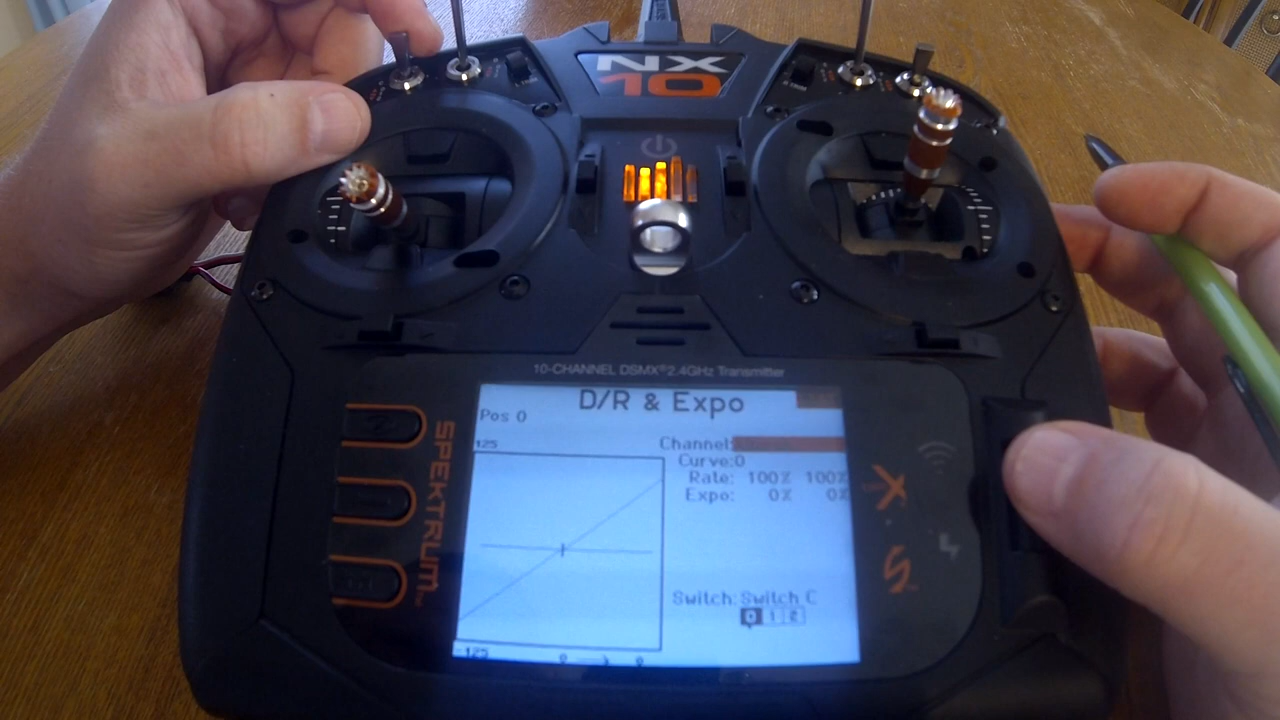 NX
10
10-CHANNEL DSMX® 2.4GHz Transmitter
SPEKTRUM
D/R & Expo
Pos 0
125
Channel:
Curve:0
Rate: 100% 100%
Expo: 0% 0%
Switch: Switch C
0 1 2
-125